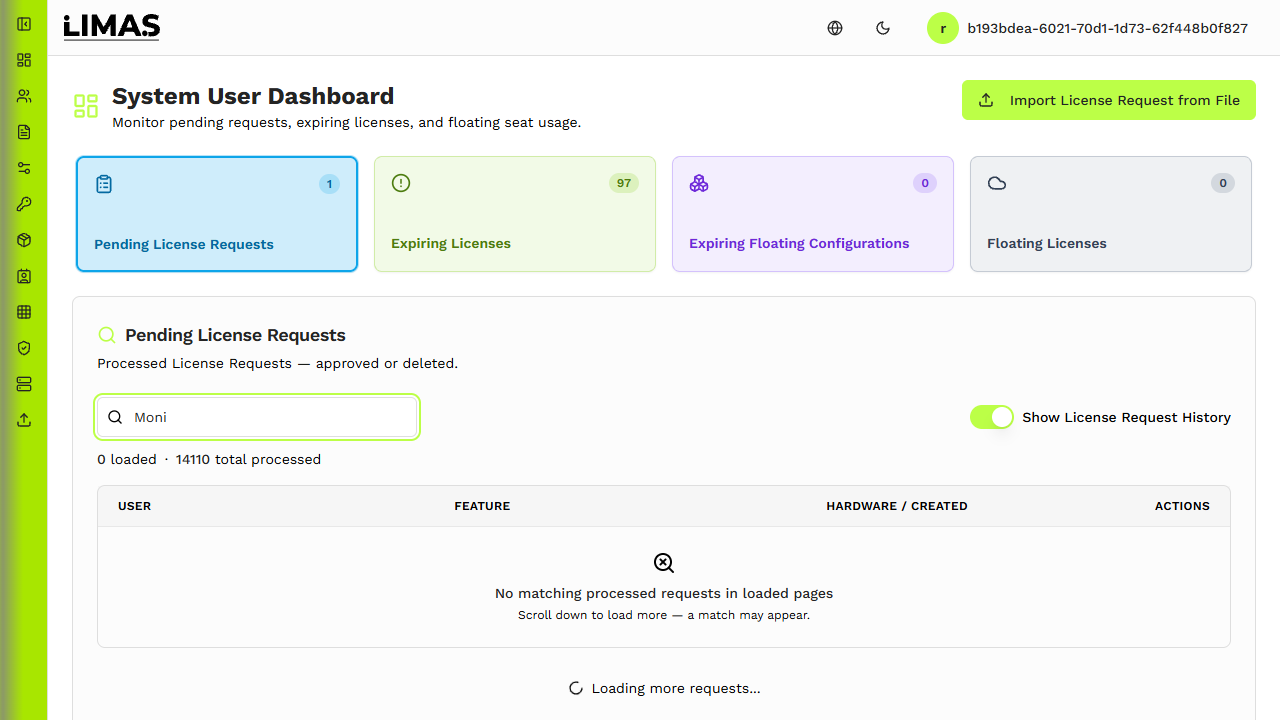 LIMAS
r
b193bdea-6021-70d1-1d73-62f448b0f827
System User Dashboard
Monitor pending requests, expiring licenses, and floating seat usage.
Import License Request from File
1
Pending License Requests
97
Expiring Licenses
0
Expiring Floating Configurations
0
Floating Licenses
Pending License Requests
Processed License Requests — approved or deleted.
Moni
Show License Request History
0 loaded · 14110 total processed
USER FEATURE HARDWARE / CREATED ACTIONS
No matching processed requests in loaded pages
Scroll down to load more — a match may appear.
Loading more requests...